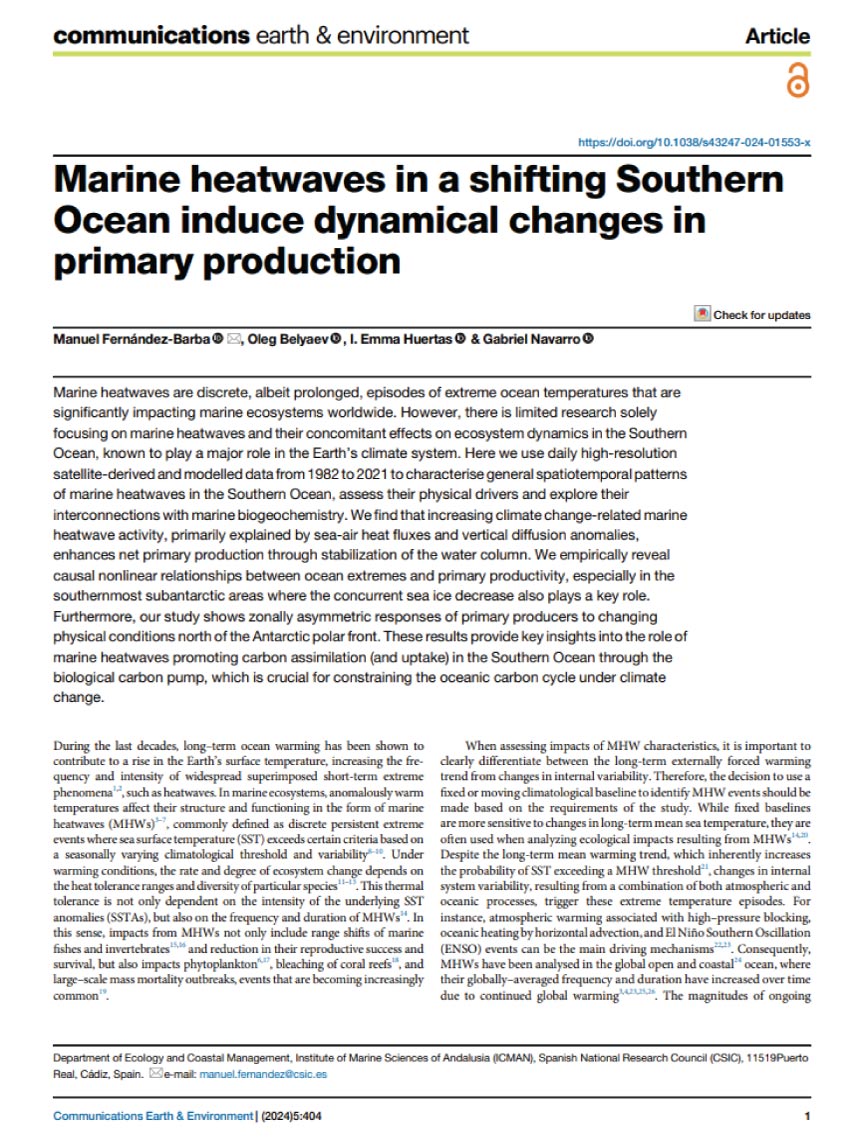 communications earth & environment
Article
https://doi.org/10.1038/s43247-024-01553-x
Marine heatwaves in a shifting Southern
Ocean induce dynamical changes in
primary production
Check for updates
Manuel Fernández-Barba, Oleg Belyaev, I. Emma Huertas & Gabriel Navarro
Marine heatwaves are discrete, albeit prolonged, episodes of extreme ocean temperatures that are
significantly impacting marine ecosystems worldwide. However, there is limited research solely
focusing on marine heatwaves and their concomitant effects on ecosystem dynamics in the Southern
Ocean, known to play a major role in the Earth's climate system. Here we use daily high-resolution
satellite-derived and modelled data from 1982 to 2021 to characterise general spatiotemporal patterns
of marine heatwaves in the Southern Ocean, assess their physical drivers and explore their
interconnections with marine biogeochemistry. We find that increasing climate change-related marine
heatwave activity, primarily explained by sea-air heat fluxes and vertical diffusion anomalies,
enhances net primary production through stabilization of the water column. We empirically reveal
causal nonlinear relationships between ocean extremes and primary productivity, especially in the
southernmost subantarctic areas where the concurrent sea ice decrease also plays a key role.
Furthermore, our study shows zonally asymmetric responses of primary producers to changing
physical conditions north of the Antarctic polar front. These results provide key insights into the role of
marine heatwaves promoting carbon assimilation (and uptake) in the Southern Ocean through the
biological carbon pump, which is crucial for constraining the oceanic carbon cycle under climate
change.
During the last decades, long–term ocean warming has been shown to
contribute to a rise in the Earth's surface temperature, increasing the fre-
quency and intensity of widespread superimposed short-term extreme
phenomena1,2, such as heatwaves. In marine ecosystems, anomalously warm
temperatures affect their structure and functioning in the form of marine
heatwaves (MHWs)3–7, commonly defined as discrete persistent extreme
events where sea surface temperature (SST) exceeds certain criteria based on
a seasonally varying climatological threshold and variability8–10. Under
warming conditions, the rate and degree of ecosystem change depends on
the heat tolerance ranges and diversity of particular species11–13. This thermal
tolerance is not only dependent on the intensity of the underlying SST
anomalies (SSTAs), but also on the frequency and duration of MHWs14. In
this sense, impacts from MHWs not only include range shifts of marine
fishes and invertebrates15,16 and reduction in their reproductive success and
survival, but also impacts phytoplankton6,17, bleaching of coral reefs18, and
large–scale mass mortality outbreaks, events that are becoming increasingly
common19.
When assessing impacts of MHW characteristics, it is important to
clearly differentiate between the long-term externally forced warming
trend from changes in internal variability. Therefore, the decision to use a
fixed or moving climatological baseline to identify MHW events should be
made based on the requirements of the study. While fixed baselines
are more sensitive to changes in long-term mean sea temperature, they are
often used when analyzing ecological impacts resulting from MHWs14,20.
Despite the long-term mean warming trend, which inherently increases
the probability of SST exceeding a MHW threshold21, changes in internal
system variability, resulting from a combination of both atmospheric and
oceanic processes, trigger these extreme temperature episodes. For
instance, atmospheric warming associated with high–pressure blocking,
oceanic heating by horizontal advection, and El Niño Southern Oscillation
(ENSO) events can be the main driving mechanisms22,23. Consequently,
MHWs have been analysed in the global open and coastal24 ocean, where
their globally–averaged frequency and duration have increased over time
due to continued global warming3,4,23,25,26. The magnitudes of ongoing
Department of Ecology and Coastal Management, Institute of Marine Sciences of Andalusia (ICMAN), Spanish National Research Council (CSIC), 11519Puerto
Real, Cádiz, Spain. e-mail: manuel.fernandez@csic.es
Communications Earth & Environment| (2024)5:404
1